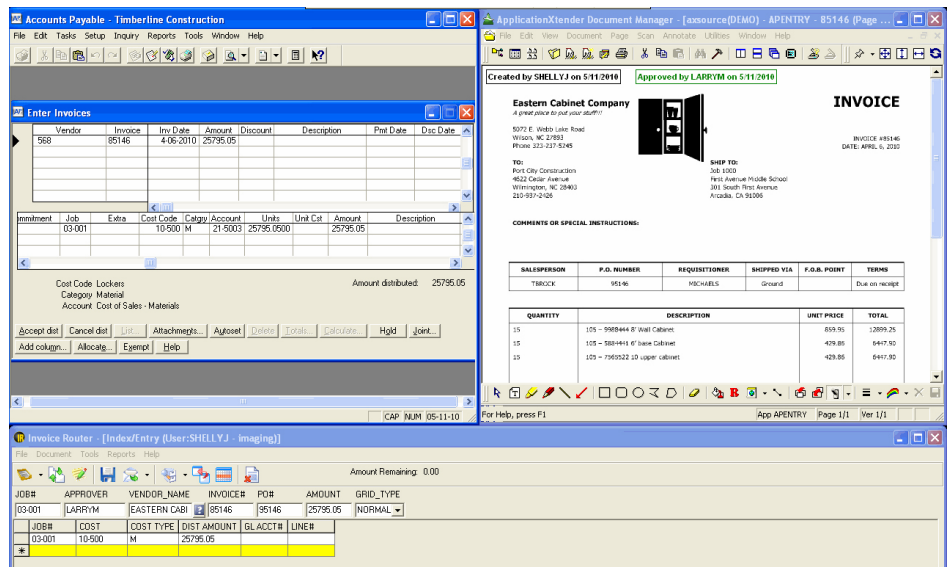 Accounts Payable - Timberline Construction
File Edit Tasks Setup Inquiry Reports Tools Window Help
Enter Invoices
Vendor Invoice Inv Date Amount Discount Description Pmt Date Dsc Date
568 85146 4-06-2010 25795.05
mmitment Job Extra Cost Code Catgry Account Units Unit Cst Amount Description
03-001 10-500 M 21-5003 25795.0500 25795.05
Cost Code Lockers
Amount distributed: 25795.05
Category Material
Account Cost of Sales - Materials
Accept dist Cancel dist List... Attachments... Autoset Delete Totals... Calculate... Hold Joint...
Add column... Allocate... Exempt Help
CAP NUM 05-11-10
ApplicationXtender Document Manager - [axsource(DEMO) - APENTRY - 85146 (Page ...
File Edit View Document Page Scan Annotate Utilities Window Help
Created by SHELLYJ on 5/11/2010
Approved by LARRYM on 5/11/2010
Eastern Cabinet Company
A great place to put your stuff!!!
INVOICE
5072 E. Webb Lake Road
Wilson, NC 27893
Phone 323-237-5245
INVOICE #85146
DATE: APRIL 6, 2010
TO:
Port City Construction
4622 Cedar Avenue
Wilmington, NC 28403
210-937-2426
SHIP TO:
Job 1000
First Avenue Middle School
301 South First Avenue
Arcadia, CA 91006
COMMENTS OR SPECIAL INSTRUCTIONS:
SALESPERSON P.O. NUMBER REQUISITIONER SHIPPED VIA F.O.B. POINT TERMS
TBROCK 95146 MICHAELS Ground Due on receipt
QUANTITY DESCRIPTION UNIT PRICE TOTAL
15 105 – 9988444 8' Wall Cabinet 859.95 12899.25
15 105 – 5884441 6' base Cabinet 429.86 6447.90
15 105 – 7565522 10 upper cabinet 429.86 6447.90
For Help, press F1
App APENTRY Page 1/1 Ver 1/1
Invoice Router - [Index/Entry (User:SHELLYJ - imaging)]
File Document Tools Reports Help
Amount Remaining: 0.00
JOB# APPROVER VENDOR_NAME INVOICE# PO# AMOUNT GRID_TYPE
03-001 LARRYM EASTERN CABI 85146 95146 25795.05 NORMAL
JOB# COST COST TYPE DIST AMOUNT GL ACCT# LINE#
03-001 10-500 M 25795.05